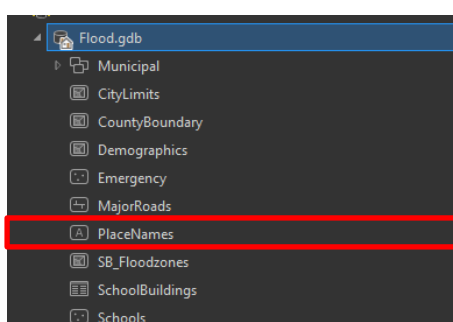 Flood.gdb
Municipal
CityLimits
CountyBoundary
Demographics
Emergency
MajorRoads
A PlaceNames
SB_Floodzones
SchoolBuildings
Schools